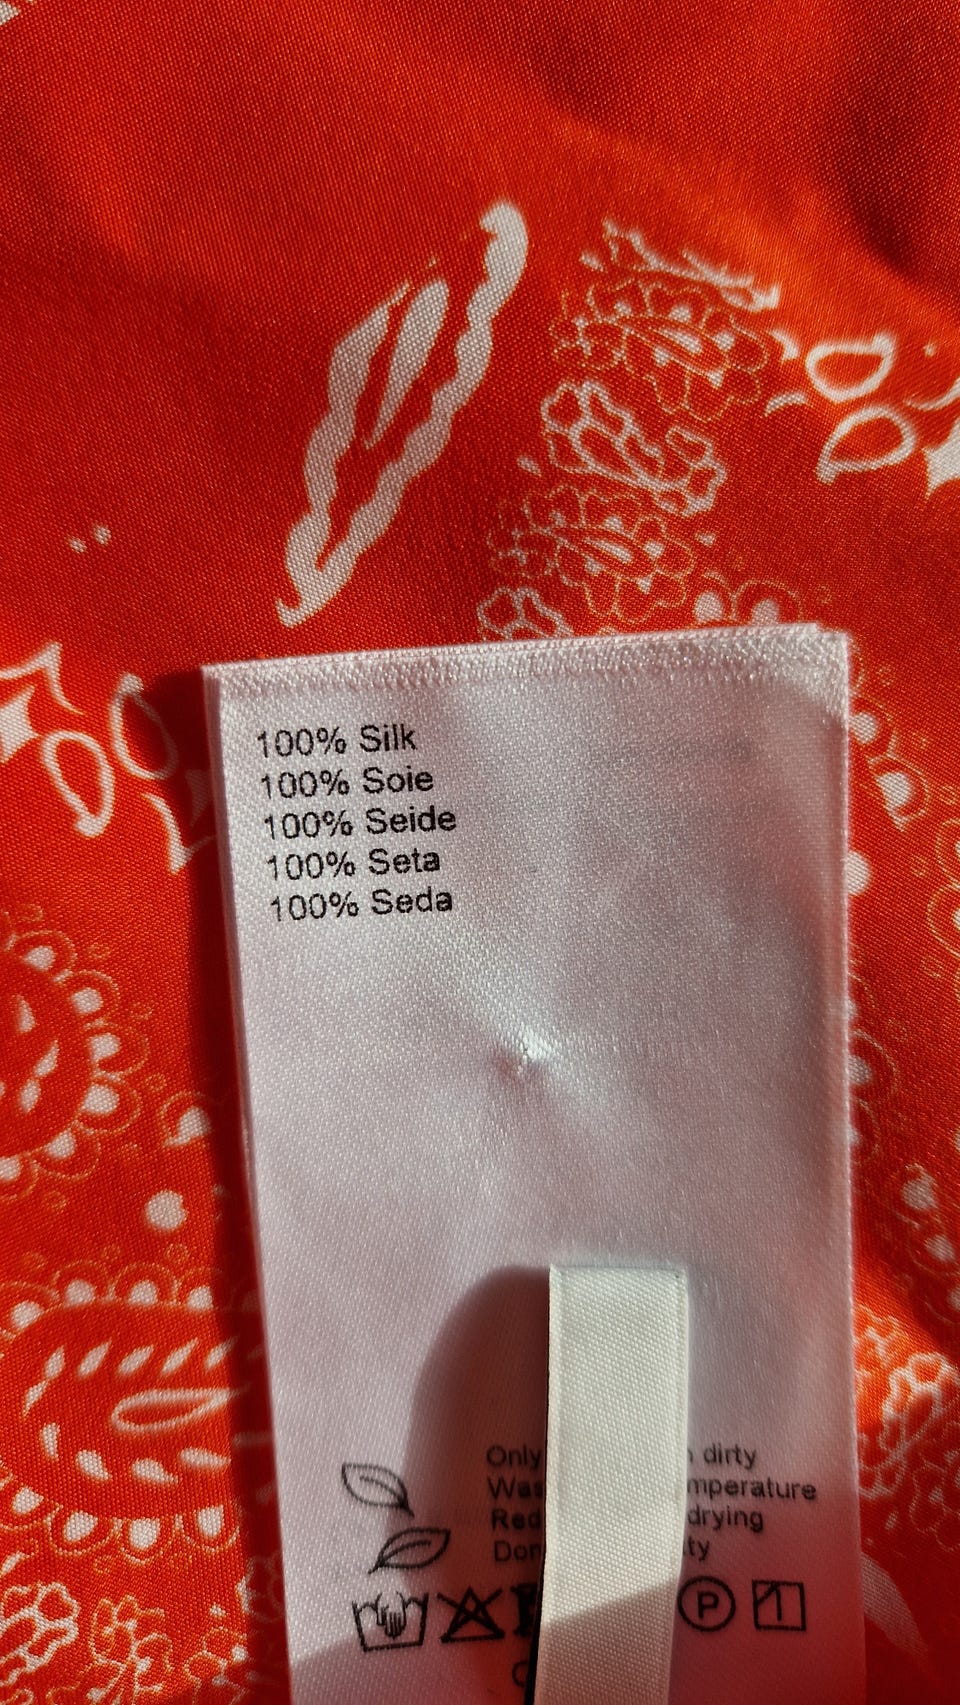 100% Silk
100% Soie
100% Seide
100% Seta
100% Seda
Only dirty
drying
P